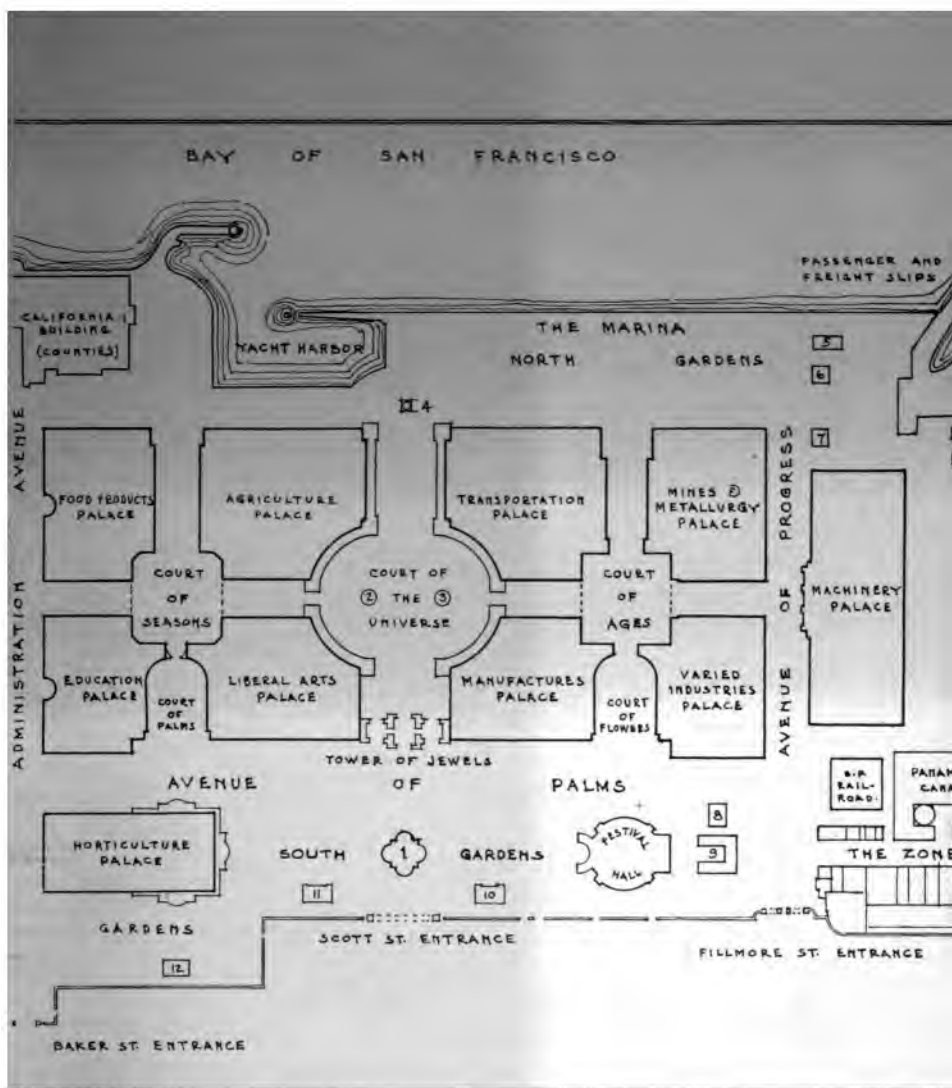 BAY OF SAN FRANCISCO
PASSENGER AND
FREIGHT SLIPS
CALIFORNIA
BUILDING
(COUNTIES)
YACHT HARBOR
THE MARINA
NORTH GARDENS
5
6
4
7
ADMINISTRATION AVENUE
FOOD PRODUCTS
PALACE
AGRICULTURE
PALACE
TRANSPORTATION
PALACE
MINES &
METALLURGY
PALACE
AVENUE OF PROGRESS
COURT
OF
SEASONS
COURT OF
2 THE 3
UNIVERSE
COURT
OF
AGES
MACHINERY
PALACE
EDUCATION
PALACE
COURT
OF
PALMS
LIBERAL ARTS
PALACE
MANUFACTURES
PALACE
COURT
OF
FLOWERS
VARIED
INDUSTRIES
PALACE
TOWER OF JEWELS
AVENUE OF PALMS
RAIL-
ROAD.
PANAM
CANA
HORTICULTURE
PALACE
SOUTH 1 GARDENS
FESTIVAL
HALL
8
9
THE ZONE
11
10
GARDENS
SCOTT ST. ENTRANCE
FILLMORE ST. ENTRANCE
12
BAKER ST. ENTRANCE